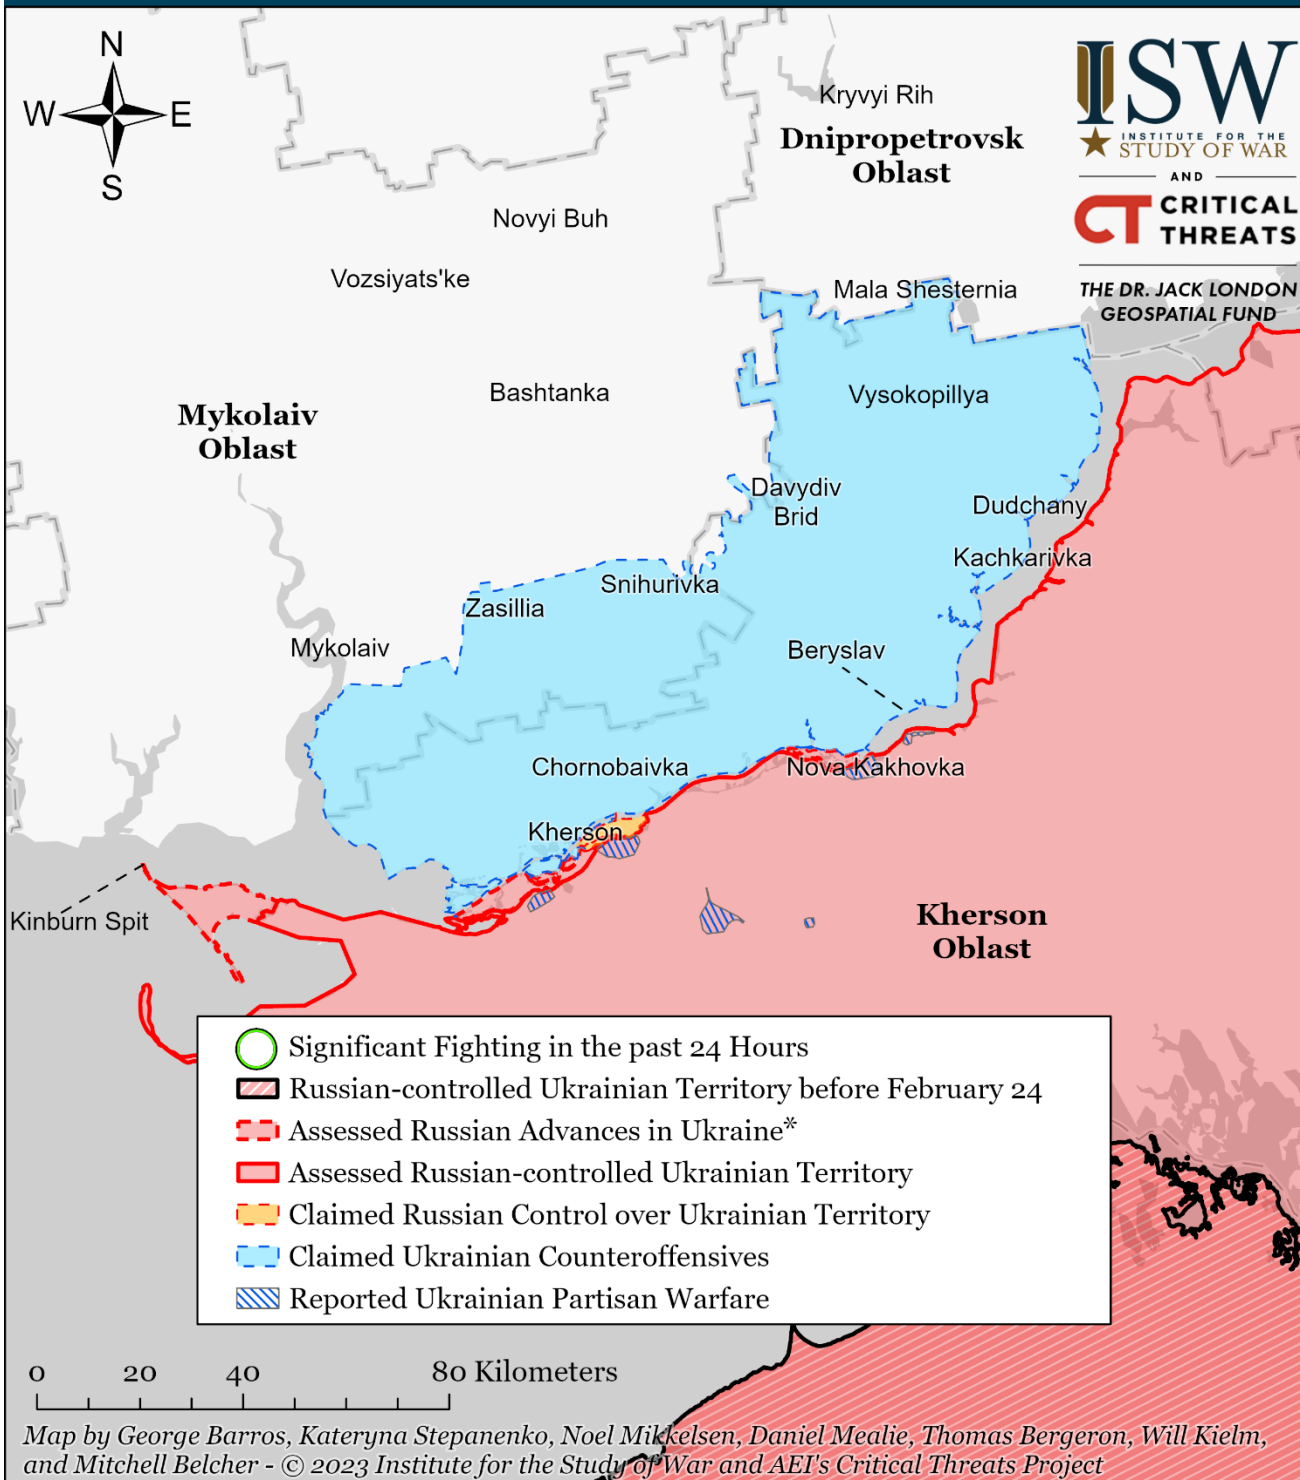 N
W
E
S
ISW
INSTITUTE FOR THE
STUDY OF WAR
AND
CT CRITICAL
THREATS
THE DR. JACK LONDON
GEOSPATIAL FUND
Kryvyi Rih
Dnipropetrovsk
Oblast
Novyi Buh
Vozsiyats'ke
Mala Shesternia
Bashtanka
Vysokopillya
Mykolaiv
Oblast
Davydiv
Brid
Dudchany
Kachkarivka
Snihurivka
Zasillia
Mykolaiv
Beryslav
Chornobaivka
Nova Kakhovka
Kherson
Kinburn Spit
Kherson
Oblast
Significant Fighting in the past 24 Hours
Russian-controlled Ukrainian Territory before February 24
Assessed Russian Advances in Ukraine*
Assessed Russian-controlled Ukrainian Territory
Claimed Russian Control over Ukrainian Territory
Claimed Ukrainian Counteroffensives
Reported Ukrainian Partisan Warfare
0 20 40 80 Kilometers
Map by George Barros, Kateryna Stepanenko, Noel Mikkelsen, Daniel Mealie, Thomas Bergeron, Will Kielm,
and Mitchell Belcher - © 2023 Institute for the Study of War and AEI's Critical Threats Project